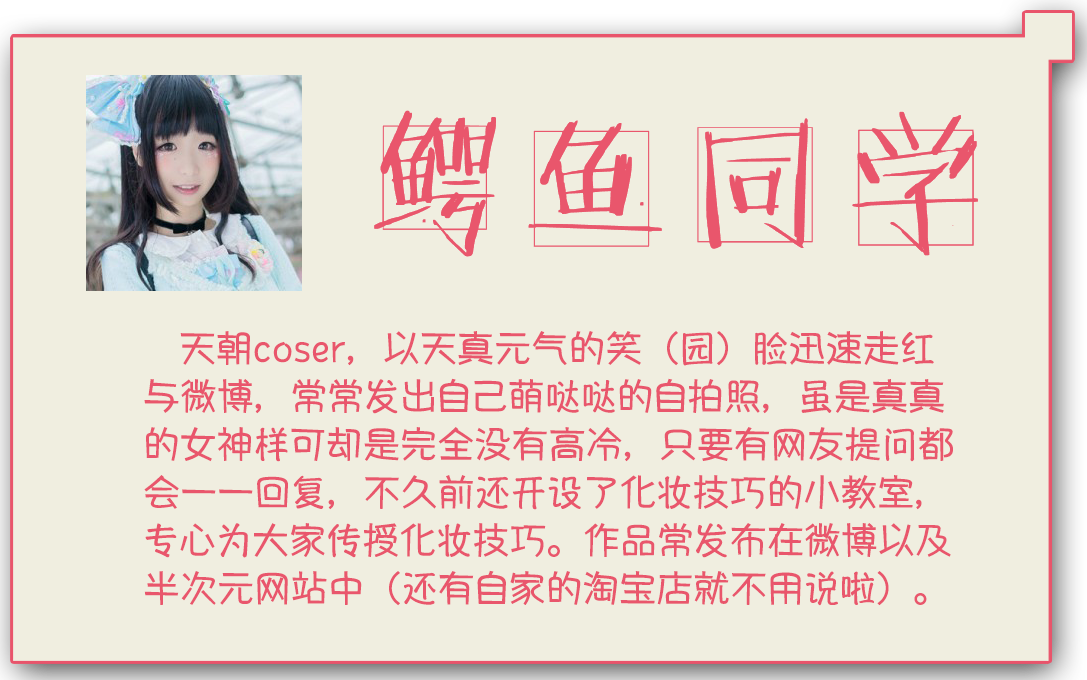 鳄鱼同学
天朝coser，以天真元气的笑（园）脸迅速走红
与微博，常常发出自己萌哒哒的自拍照，虽是真真
的女神样可却是完全没有高冷，只要有网友提问都
会一一回复，不久前还开设了化妆技巧的小教室，
专心为大家传授化妆技巧。作品常发布在微博以及
半次元网站中（还有自家的淘宝店就不用说啦）。